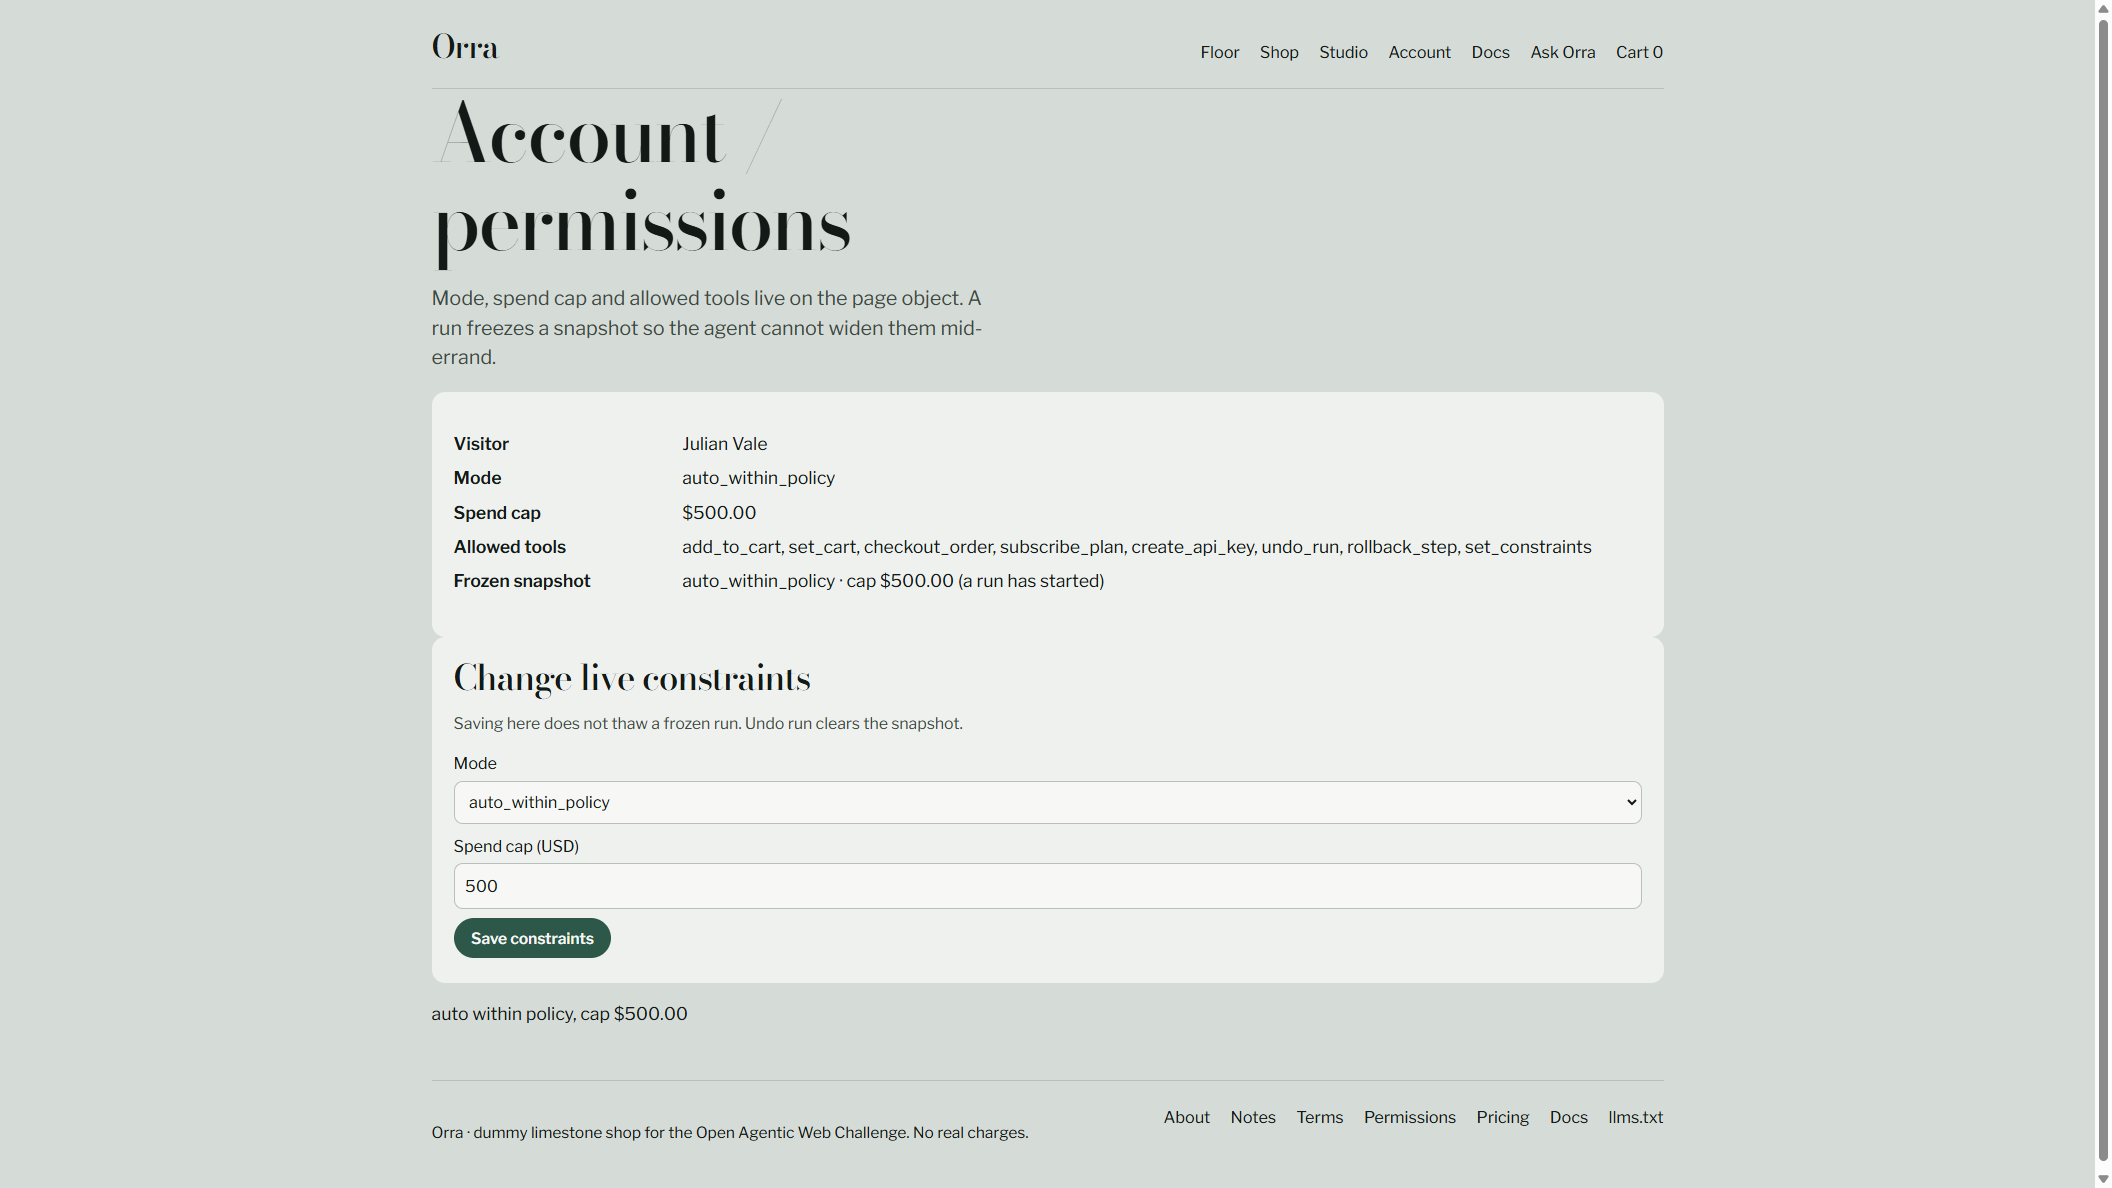 Orra
Floor Shop Studio Account Docs Ask Orra Cart 0
Account /
permissions
Mode, spend cap and allowed tools live on the page object. A
run freezes a snapshot so the agent cannot widen them mid-
errand.
Visitor Julian Vale
Mode auto_within_policy
Spend cap $500.00
Allowed tools add_to_cart, set_cart, checkout_order, subscribe_plan, create_api_key, undo_run, rollback_step, set_constraints
Frozen snapshot auto_within_policy · cap $500.00 (a run has started)
Change live constraints
Saving here does not thaw a frozen run. Undo run clears the snapshot.
Mode
auto_within_policy
Spend cap (USD)
500
Save constraints
auto within policy, cap $500.00
About Notes Terms Permissions Pricing Docs llms.txt
Orra · dummy limestone shop for the Open Agentic Web Challenge. No real charges.